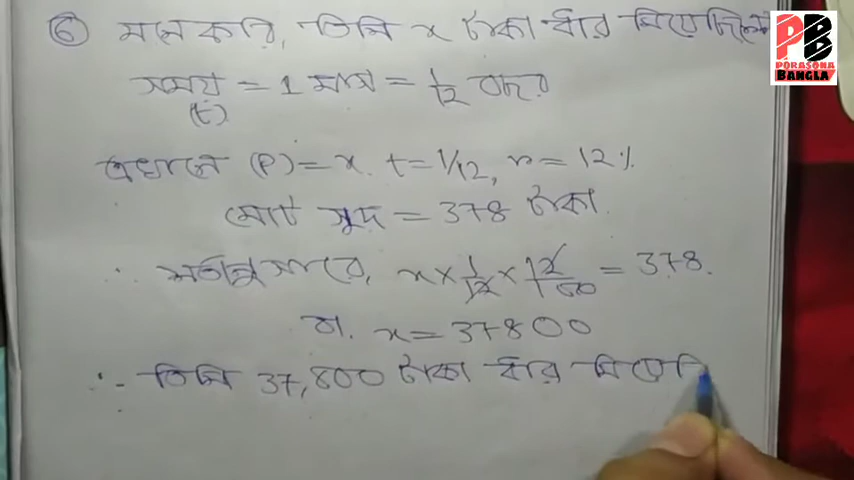 ⑥ মনে করি, তিনি x টাকা ধার নিয়েছিলেন
PB
PORASONA
BANGLA
সময় = 1 মাস = 1/12 বছর
(t)
এখানে (P) = x. t = 1/12, r = 12%
মোট সুদ = 378 টাকা.
∴ শর্তানুসারে, x × 1/12 × 12/100 = 378.
বা. x = 37800
∴ তিনি 37,800 টাকা ধার নিয়েছি